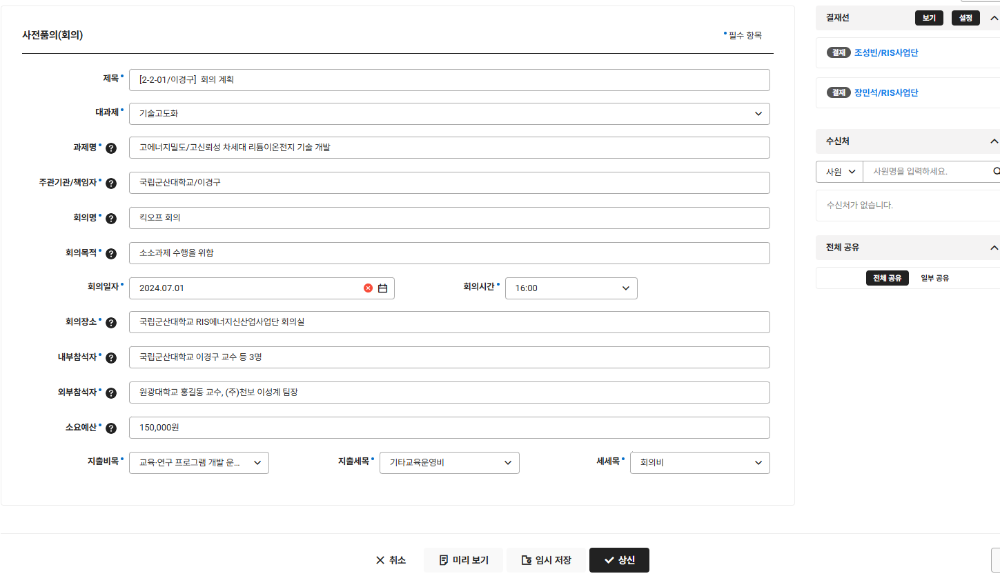 사전품의(회의)
필수 항목
제목 [2-2-01/이경구] 회의 계획
대과제 기술고도화
과제명 고에너지밀도/고신뢰성 차세대 리튬이온전지 기술 개발
주관기관/책임자 국립군산대학교/이경구
회의명 킥오프 회의
회의목적 소소과제 수행을 위함
회의일자 2024.07.01 회의시간 16:00
회의장소 국립군산대학교 RIS에너지신산업사업단 회의실
내부참석자 국립군산대학교 이경구 교수 등 3명
외부참석자 원광대학교 홍길동 교수, (주)천보 이성계 팀장
소요예산 150,000원
지출비목 교육·연구 프로그램 개발 운... 지출세목 기타교육운영비 세세목 회의비
취소 미리 보기 임시 저장 상신
결재선 보기 설정
결재 조성빈/RIS사업단
결재 장민석/RIS사업단
수신처
사원 사원명을 입력하세요.
수신처가 없습니다.
전체 공유
전체 공유 일부 공유